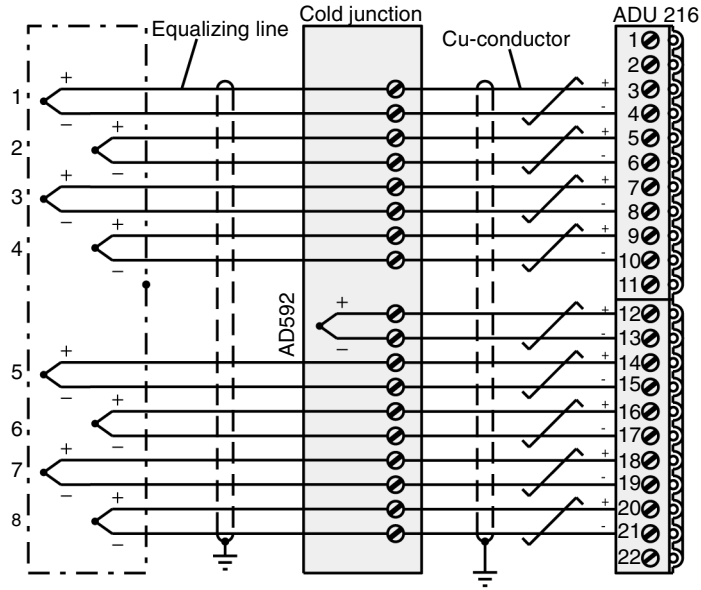 Cold junction ADU 216
Equalizing line
Cu-conductor
1
2
+ + 3
1
− - 4
+ + 5
2
− - 6
+ + 7
3
− - 8
+ + 9
4
− - 10
11
AD592
+ + 12
− - 13
+ + 14
5
− - 15
+ + 16
6
− - 17
+ + 18
7
− - 19
+ + 20
8
− - 21
22